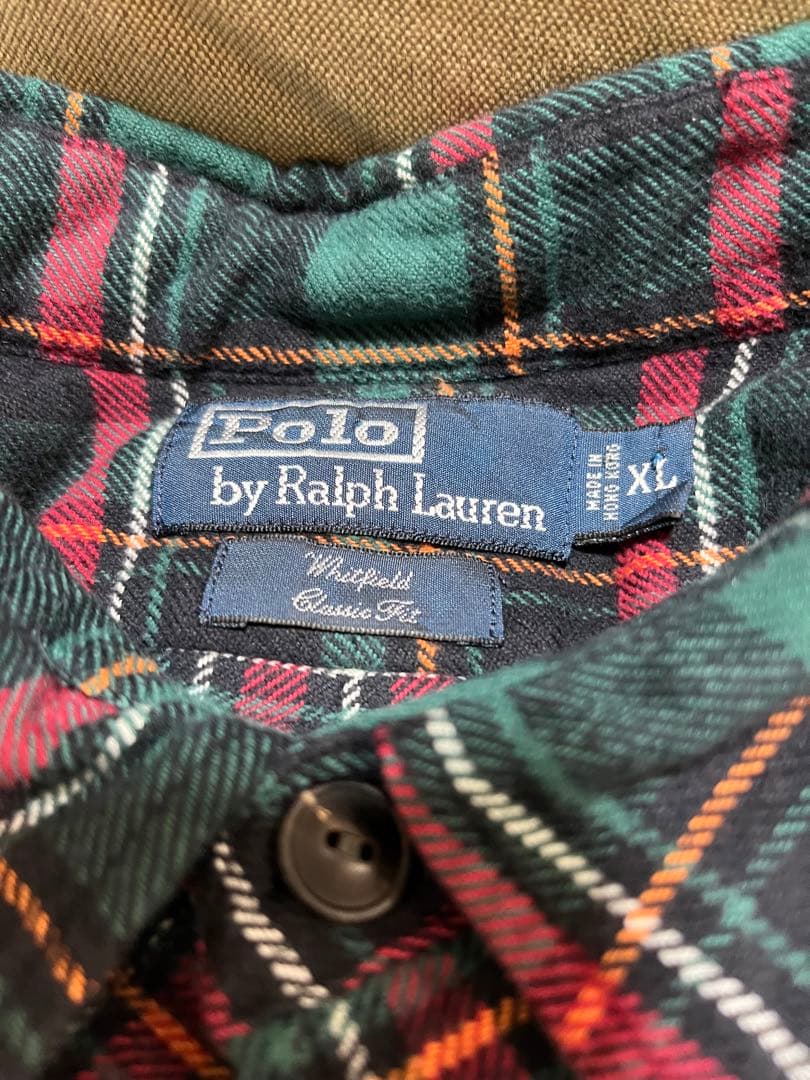 Polo
by Ralph Lauren
MADE IN
HONG KONG
XL
Whitfield
Classic Fit